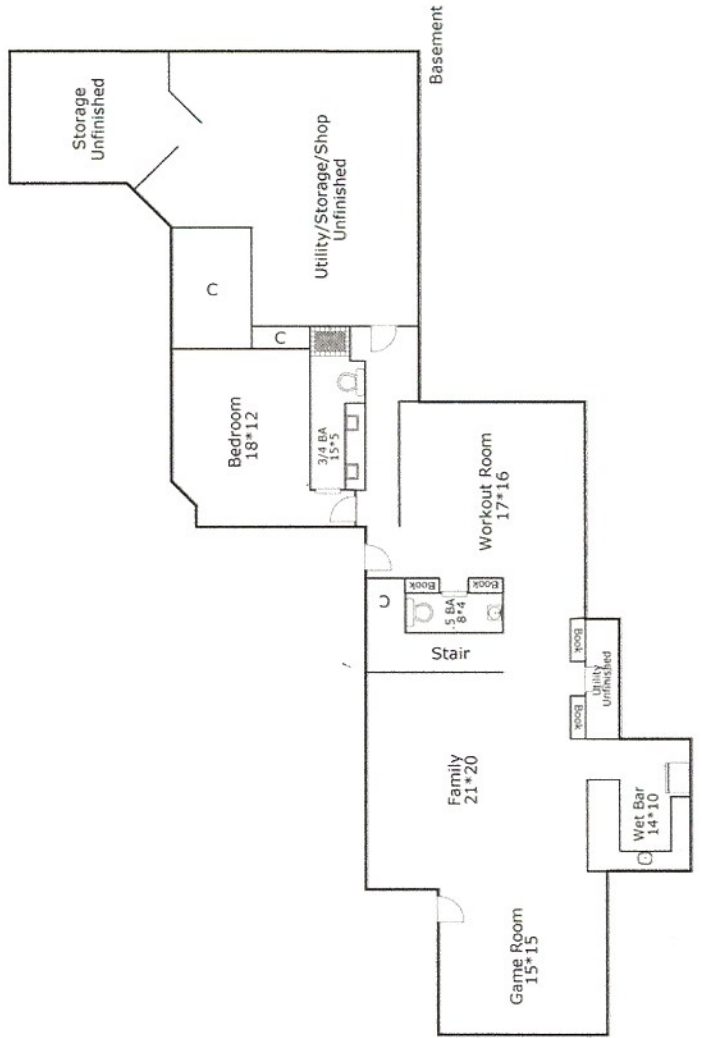 Basement
Storage
Unfinished
Utility/Storage/Shop
Unfinished
C
C
Bedroom
18*12
3/4 BA
15*5
Workout Room
17*16
Book
Book
C
.5 BA
8*4
Stair
Book
Book
Utility
Unfinished
Family
21*20
Wet Bar
14*10
Game Room
15*15